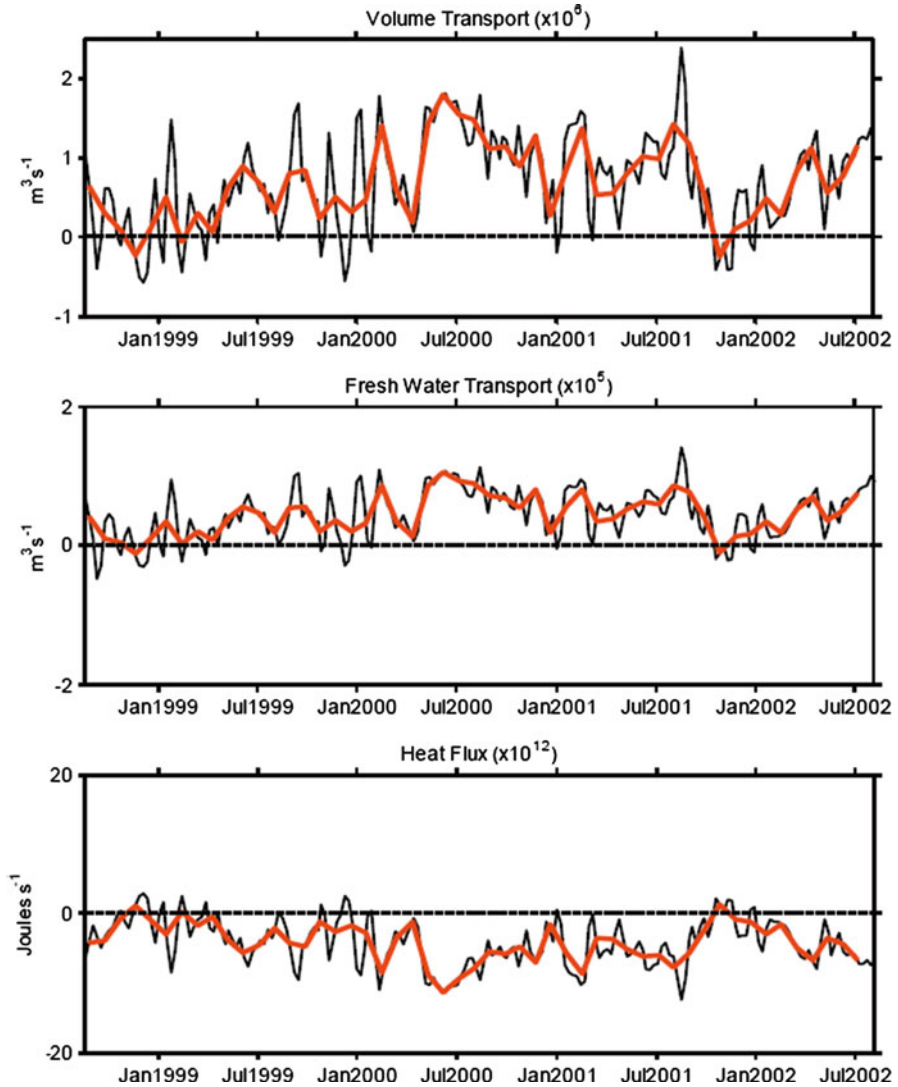 Volume Transport (x10⁶)
m³s⁻¹
2
1
0
-1
Jan1999 Jul1999 Jan2000 Jul2000 Jan2001 Jul2001 Jan2002 Jul2002
Fresh Water Transport (x10⁵)
m³s⁻¹
2
0
-2
Jan1999 Jul1999 Jan2000 Jul2000 Jan2001 Jul2001 Jan2002 Jul2002
Heat Flux (x10¹²)
Joules s⁻¹
20
0
-20
Jan1999 Jul1999 Jan2000 Jul2000 Jan2001 Jul2001 Jan2002 Jul2002